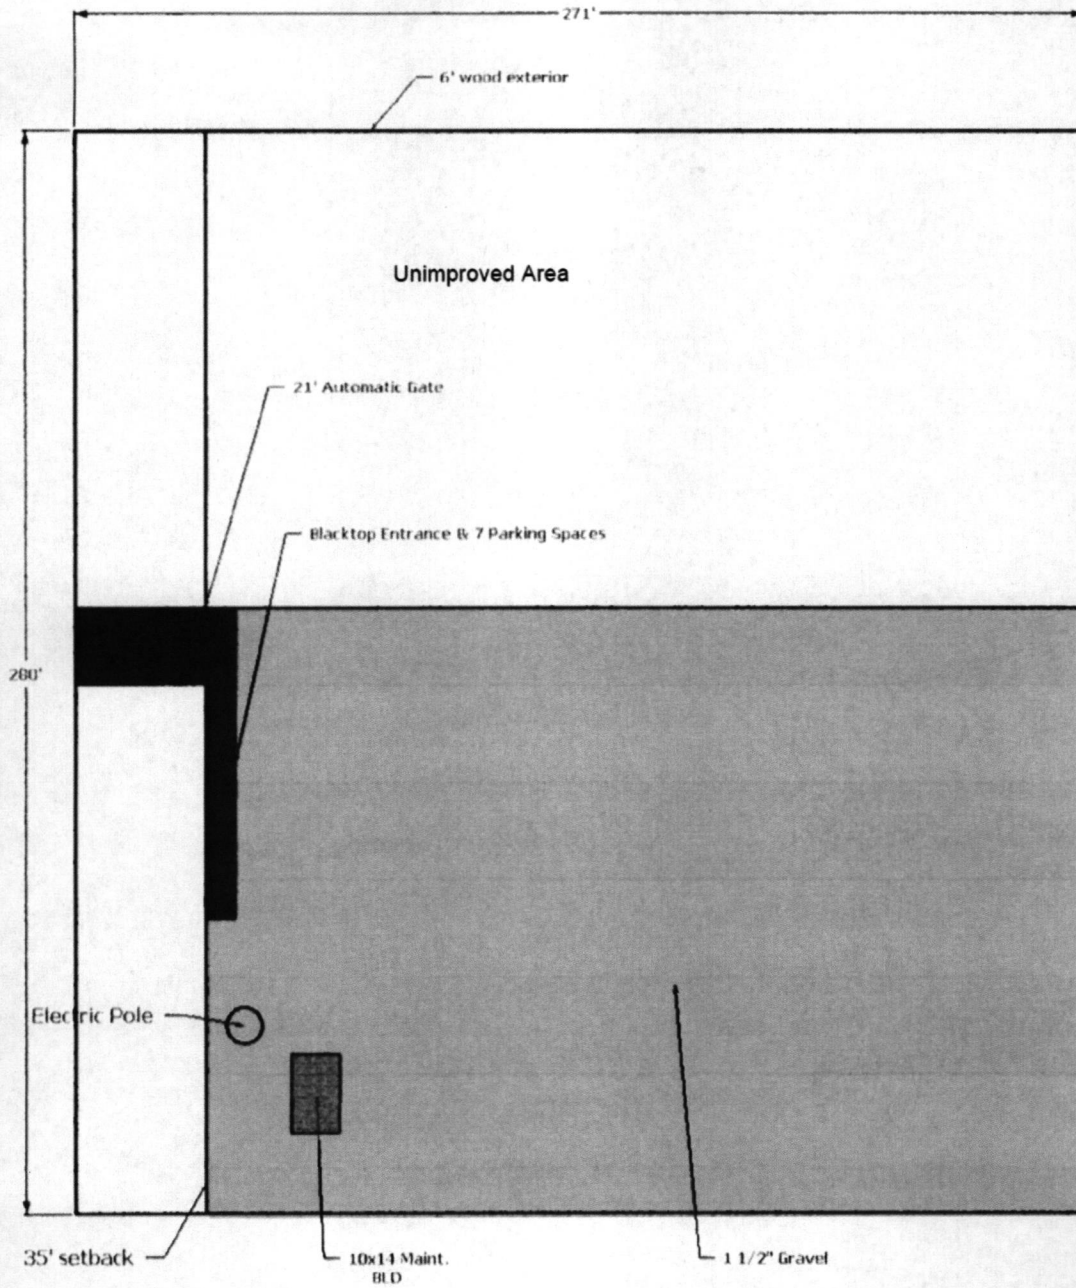 271'
6' wood exterior
Unimproved Area
21' Automatic Gate
Blacktop Entrance & 7 Parking Spaces
280'
Electric Pole
35' setback
10x14 Maint.
BLD
1 1/2" Gravel